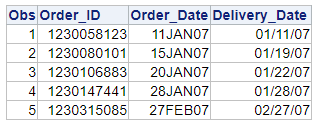 Obs Order_ID Order_Date Delivery_Date
1 1230058123 11JAN07 01/11/07
2 1230080101 15JAN07 01/19/07
3 1230106883 20JAN07 01/22/07
4 1230147441 28JAN07 01/28/07
5 1230315085 27FEB07 02/27/07